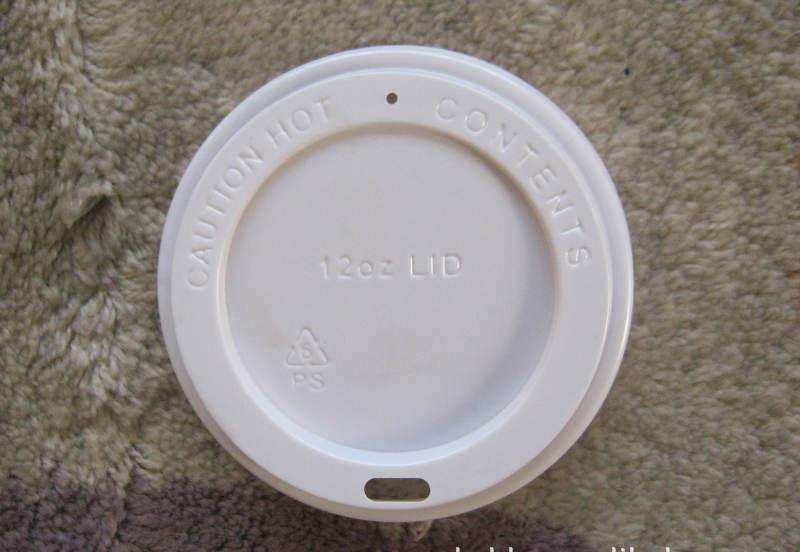 CAUTION HOT CONTENTS
12oz LID
6
PS